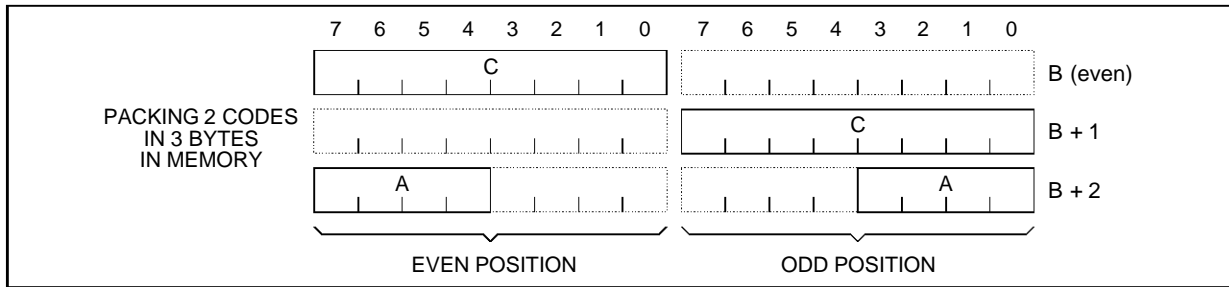 7 6 5 4 3 2 1 0 7 6 5 4 3 2 1 0
C B (even)
PACKING 2 CODES
IN 3 BYTES
IN MEMORY
C B + 1
A A B + 2
EVEN POSITION ODD POSITION